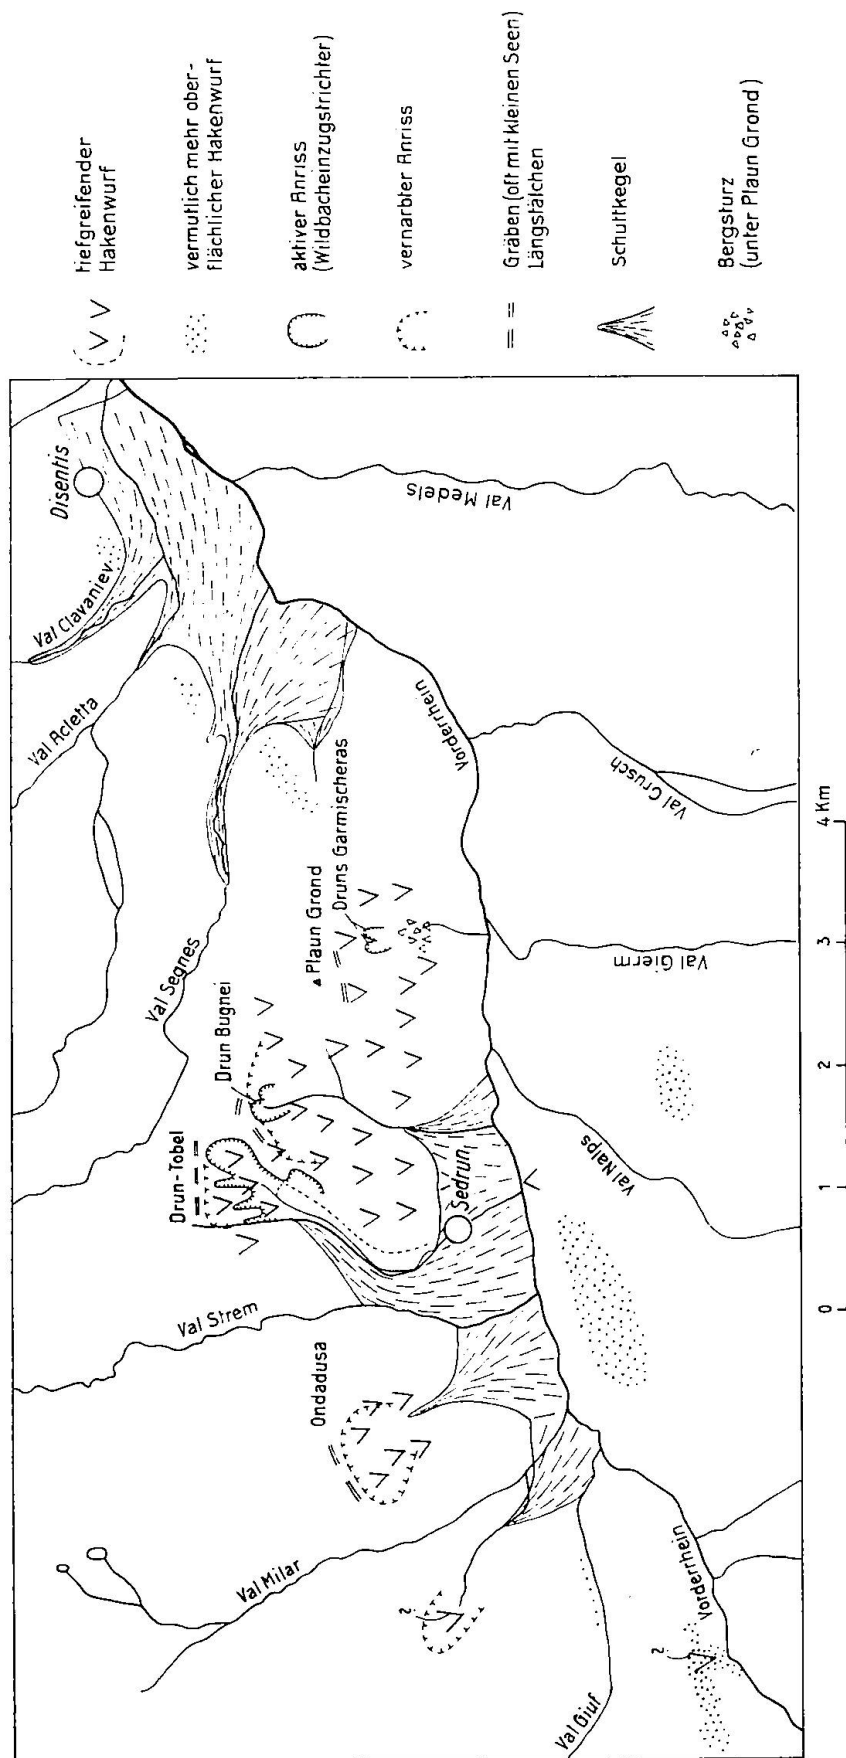 tiefgreifender
Hakenwurf
vermutlich mehr ober-
flächlicher Hakenwurf
aktiver Anriss
(Wildbacheinzugstrichter)
vernarbter Anriss
Gräben (oft mit kleinen Seen)
Längstälchen
Schuttkegel
Bergsturz
(unter Plaun Grond)
Disentis
Val Clavaniev
Val Acletta
Val Segnes
Drun Bugnei
Drun-Tobel
Val Strem
Ondadusa
Val Milar
Val Giuf
Plaun Grond
Druns Garmischeras
Sedrun
Vorderrhein
Vorderrhein
Val Medels
Val Crusch
Val Gierm
Val Nalps
?
?
0 1 2 3 4 Km